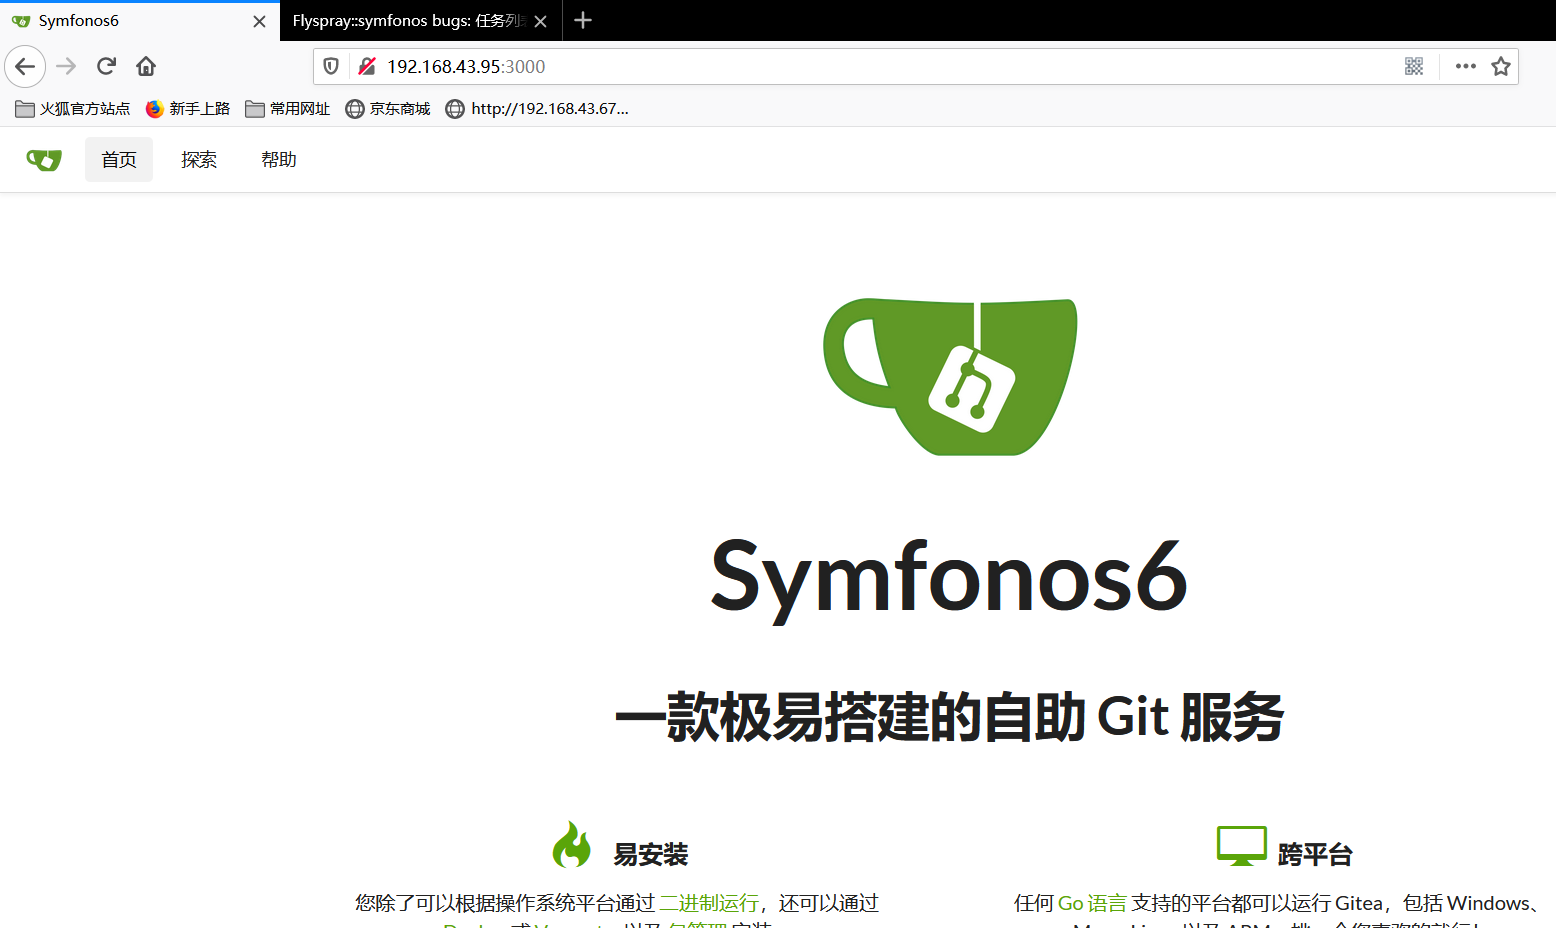 Symfonos6
Flyspray::symfonos bugs: 任务列表
192.168.43.95:3000
火狐官方站点 新手上路 常用网址 京东商城 http://192.168.43.67...
首页 探索 帮助
Symfonos6
一款极易搭建的自助 Git 服务
易安装
您除了可以根据操作系统平台通过 二进制运行，还可以通过
跨平台
任何 Go 语言 支持的平台都可以运行 Gitea，包括 Windows、